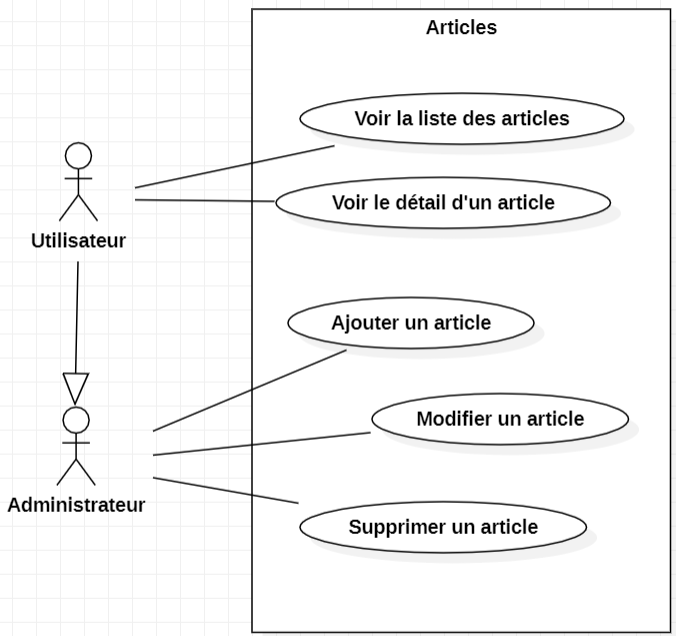 Articles
Voir la liste des articles
Voir le détail d'un article
Utilisateur
Ajouter un article
Modifier un article
Administrateur
Supprimer un article